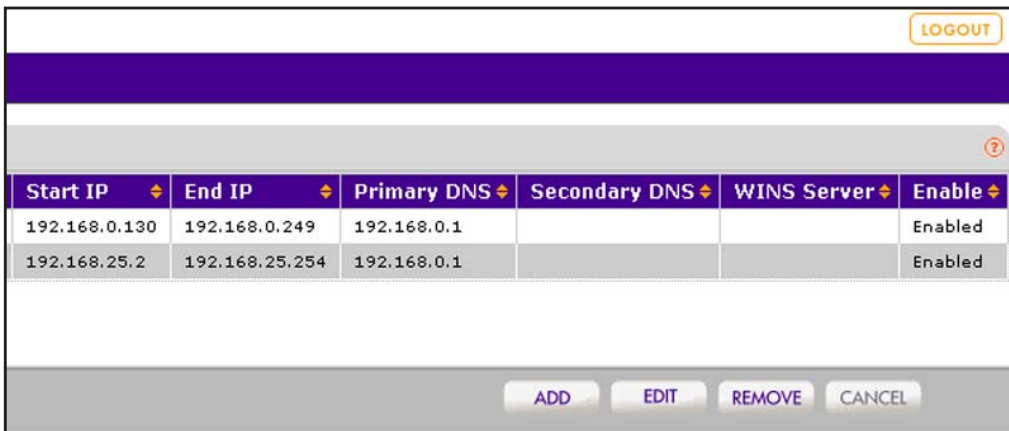 LOGOUT
?
Start IP End IP Primary DNS Secondary DNS WINS Server Enable
192.168.0.130 192.168.0.249 192.168.0.1 Enabled
192.168.25.2 192.168.25.254 192.168.0.1 Enabled
ADD EDIT REMOVE CANCEL